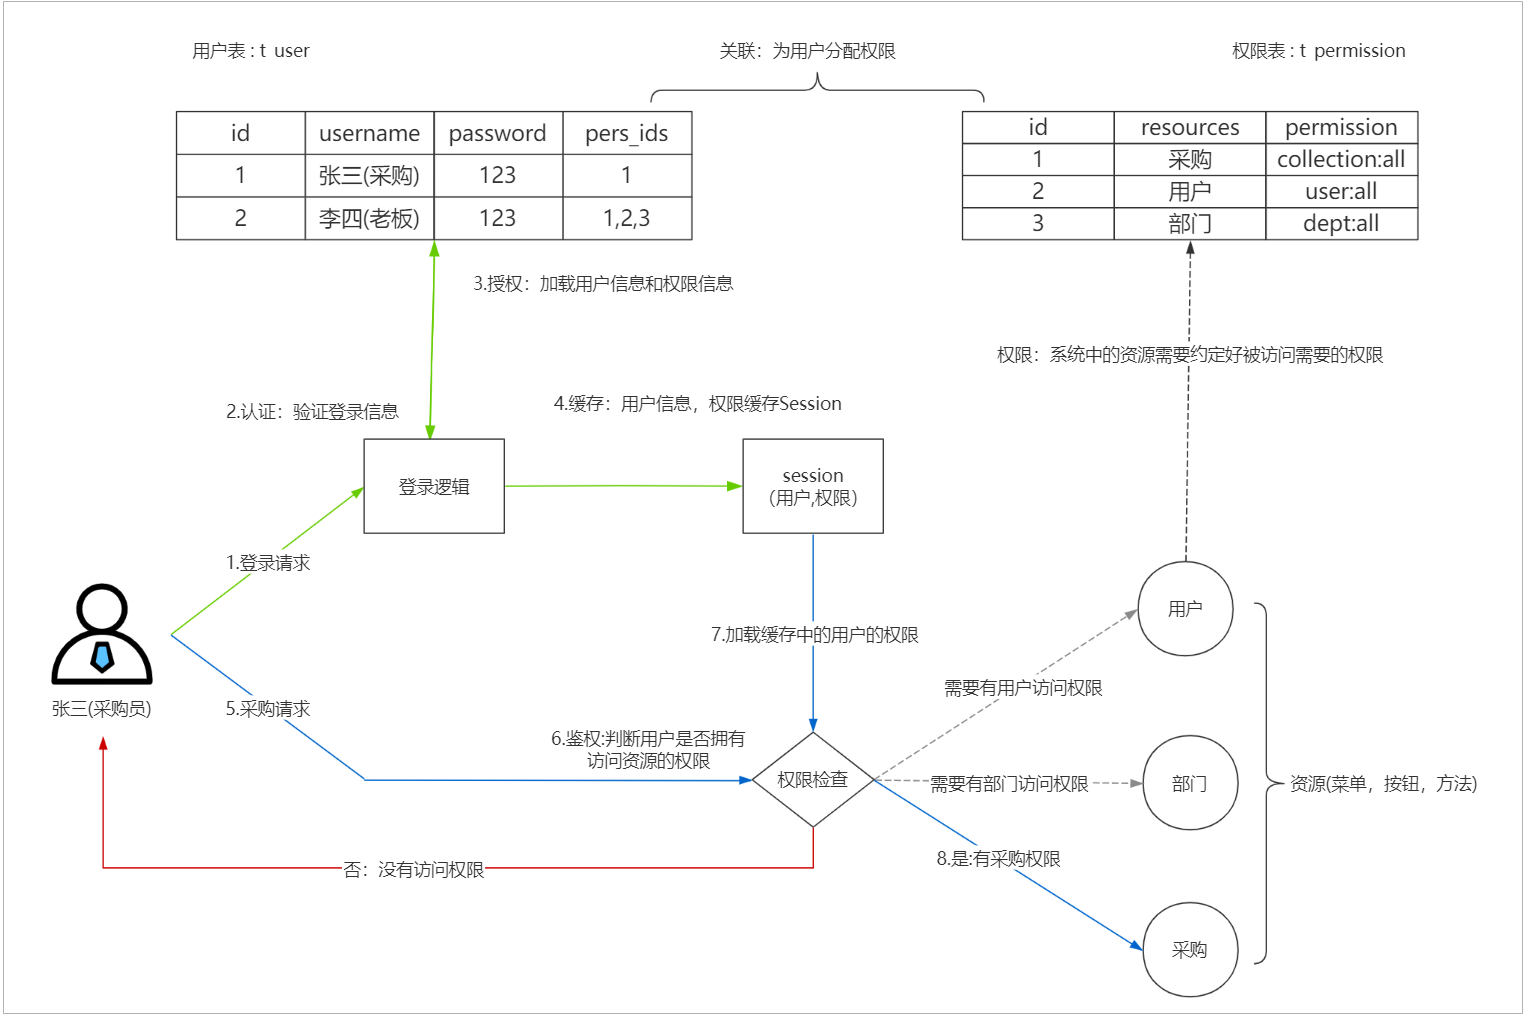 用户表 : t user
关联：为用户分配权限
权限表 : t permission
id username password pers_ids
1 张三(采购) 123 1
2 李四(老板) 123 1,2,3
id resources permission
1 采购 collection:all
2 用户 user:all
3 部门 dept:all
3.授权：加载用户信息和权限信息
权限：系统中的资源需要约定好被访问需要的权限
2.认证：验证登录信息
4.缓存：用户信息，权限缓存Session
登录逻辑
session
（用户,权限）
1.登录请求
用户
7.加载缓存中的用户的权限
需要有用户访问权限
张三(采购员)
5.采购请求
6.鉴权:判断用户是否拥有
访问资源的权限
权限检查
需要有部门访问权限
部门
资源(菜单，按钮，方法)
8.是:有采购权限
否：没有访问权限
采购